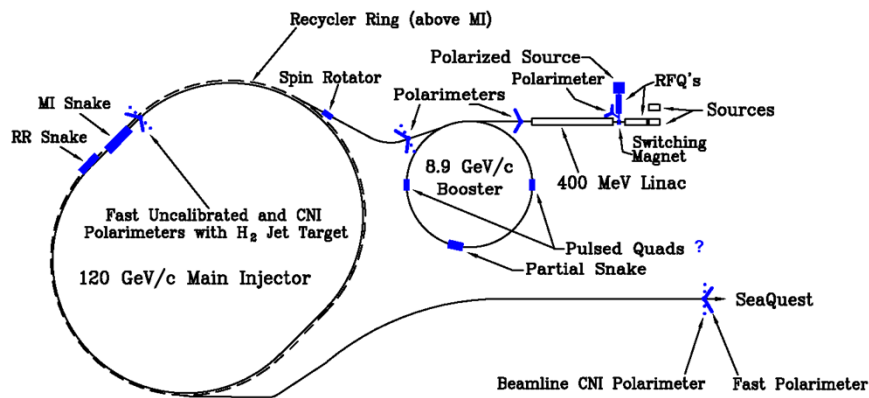 Recycler Ring (above MI)
Polarized Source
Spin Rotator
Polarimeter
RFQ's
MI Snake
Polarimeters
Sources
RR Snake
Switching
Magnet
8.9 GeV/c
Booster
400 MeV Linac
Fast Uncalibrated and CNI
Polarimeters with H₂ Jet Target
Pulsed Quads ?
Partial Snake
120 GeV/c Main Injector
SeaQuest
Beamline CNI Polarimeter
Fast Polarimeter